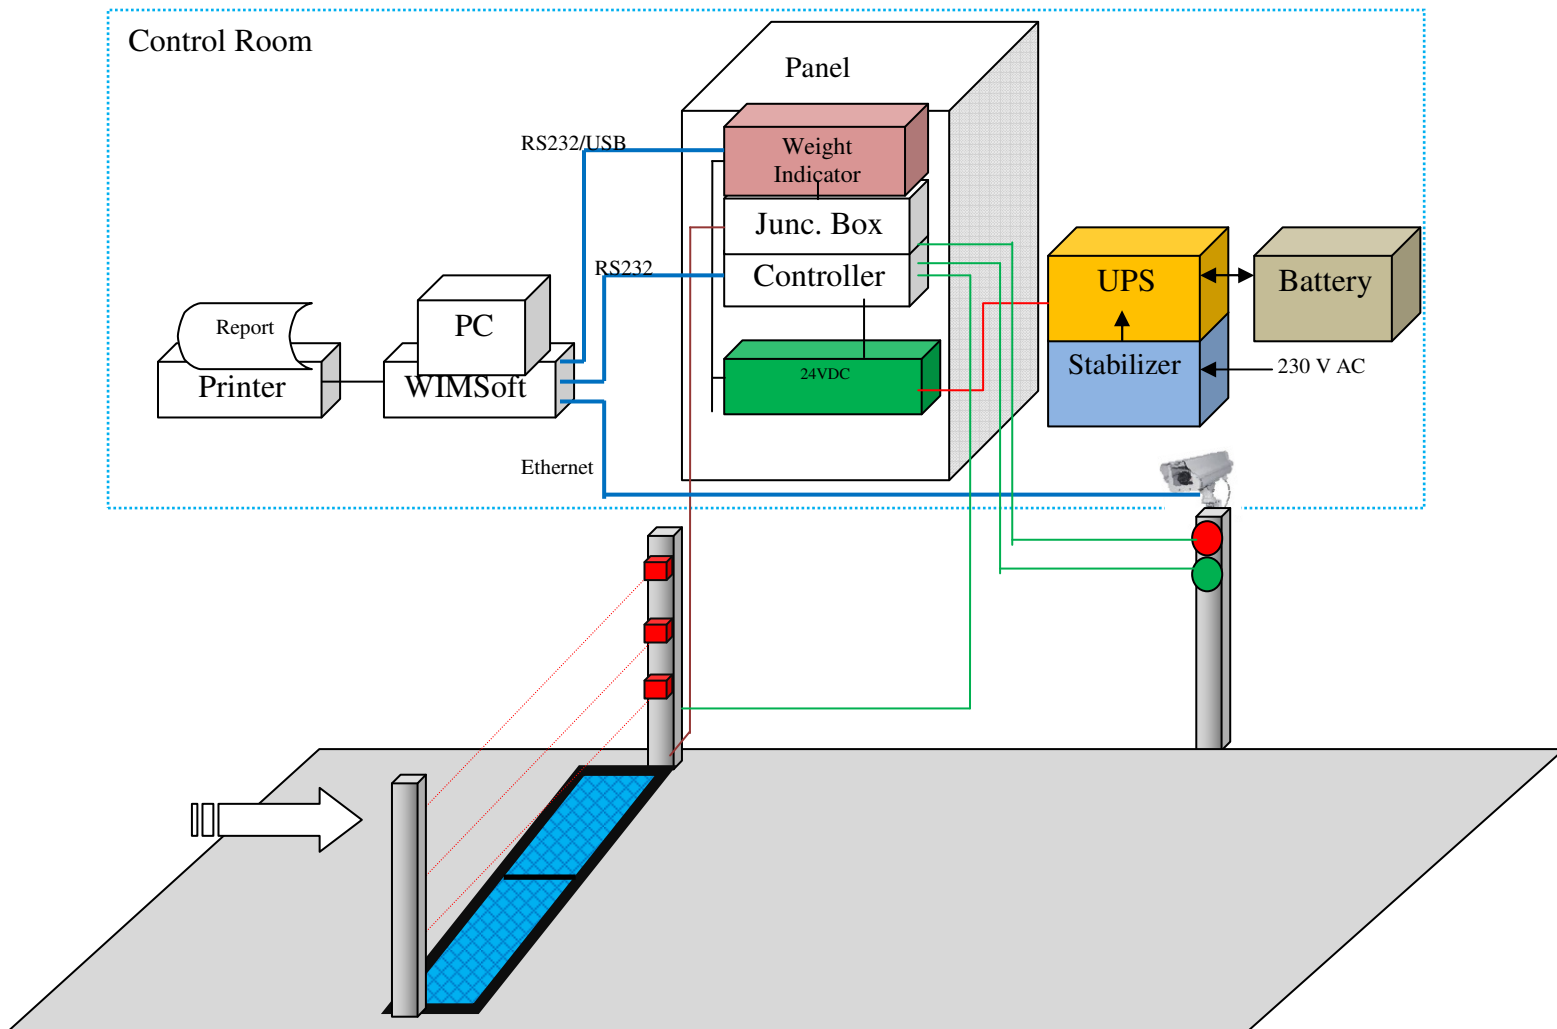 Control Room
Panel
RS232/USB
Weight
Indicator
Junc. Box
RS232
Controller
UPS
Battery
PC
Report
Printer
WIMSoft
24VDC
Stabilizer
230 V AC
Ethernet